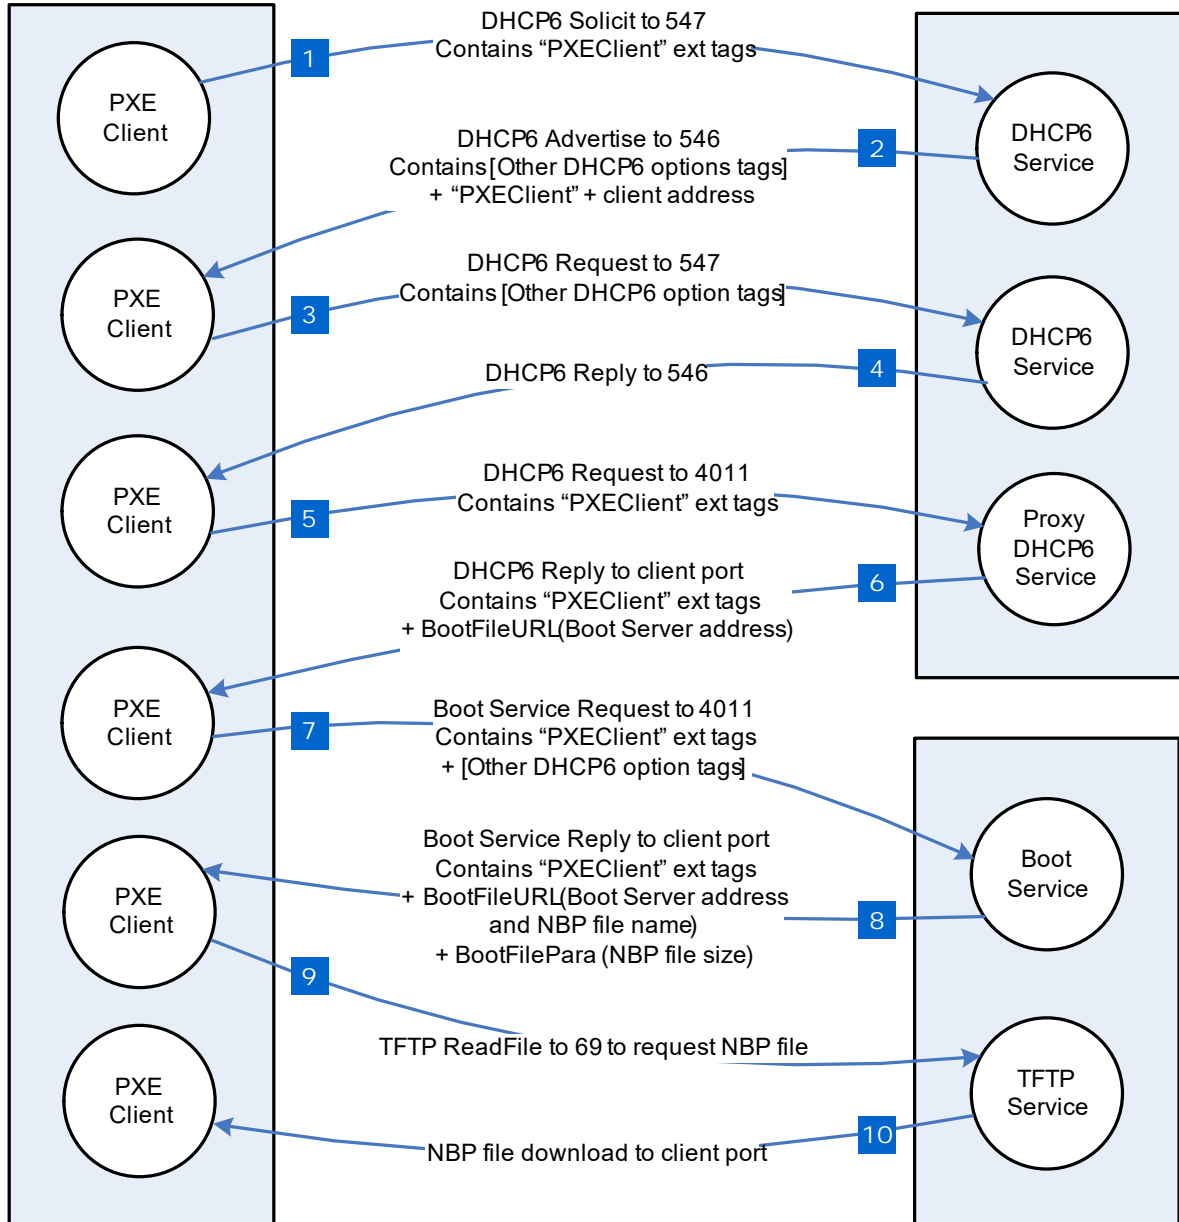 DHCP6 Solicit to 547
Contains “PXEClient” ext tags
1
PXE
Client
DHCP6
Service
DHCP6 Advertise to 546
Contains [Other DHCP6 options tags]
+ “PXEClient” + client address
2
PXE
Client
DHCP6 Request to 547
Contains [Other DHCP6 option tags]
3
DHCP6
Service
DHCP6 Reply to 546
4
PXE
Client
DHCP6 Request to 4011
Contains “PXEClient” ext tags
5
Proxy
DHCP6
Service
DHCP6 Reply to client port
Contains “PXEClient” ext tags
+ BootFileURL(Boot Server address)
6
PXE
Client
Boot Service Request to 4011
Contains “PXEClient” ext tags
+ [Other DHCP6 option tags]
7
Boot
Service
Boot Service Reply to client port
Contains “PXEClient” ext tags
+ BootFileURL(Boot Server address
and NBP file name)
+ BootFilePara (NBP file size)
8
PXE
Client
9
TFTP ReadFile to 69 to request NBP file
TFTP
Service
PXE
Client
10
NBP file download to client port